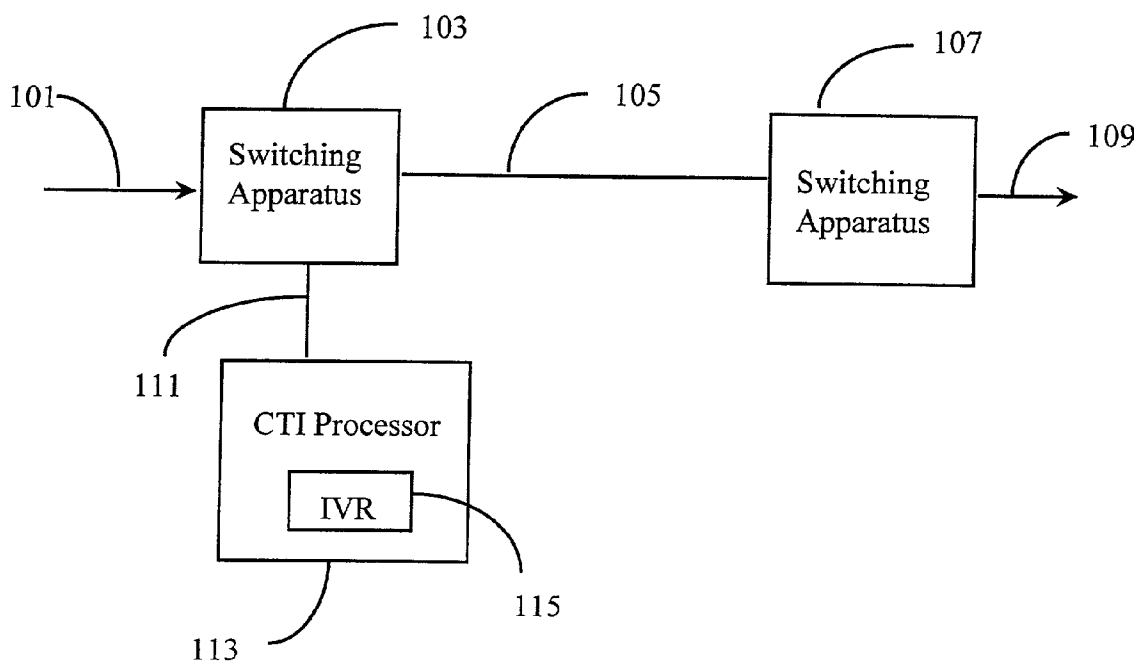 103
107
101
105
109
Switching
Apparatus
Switching
Apparatus
111
CTI Processor
IVR
115
113